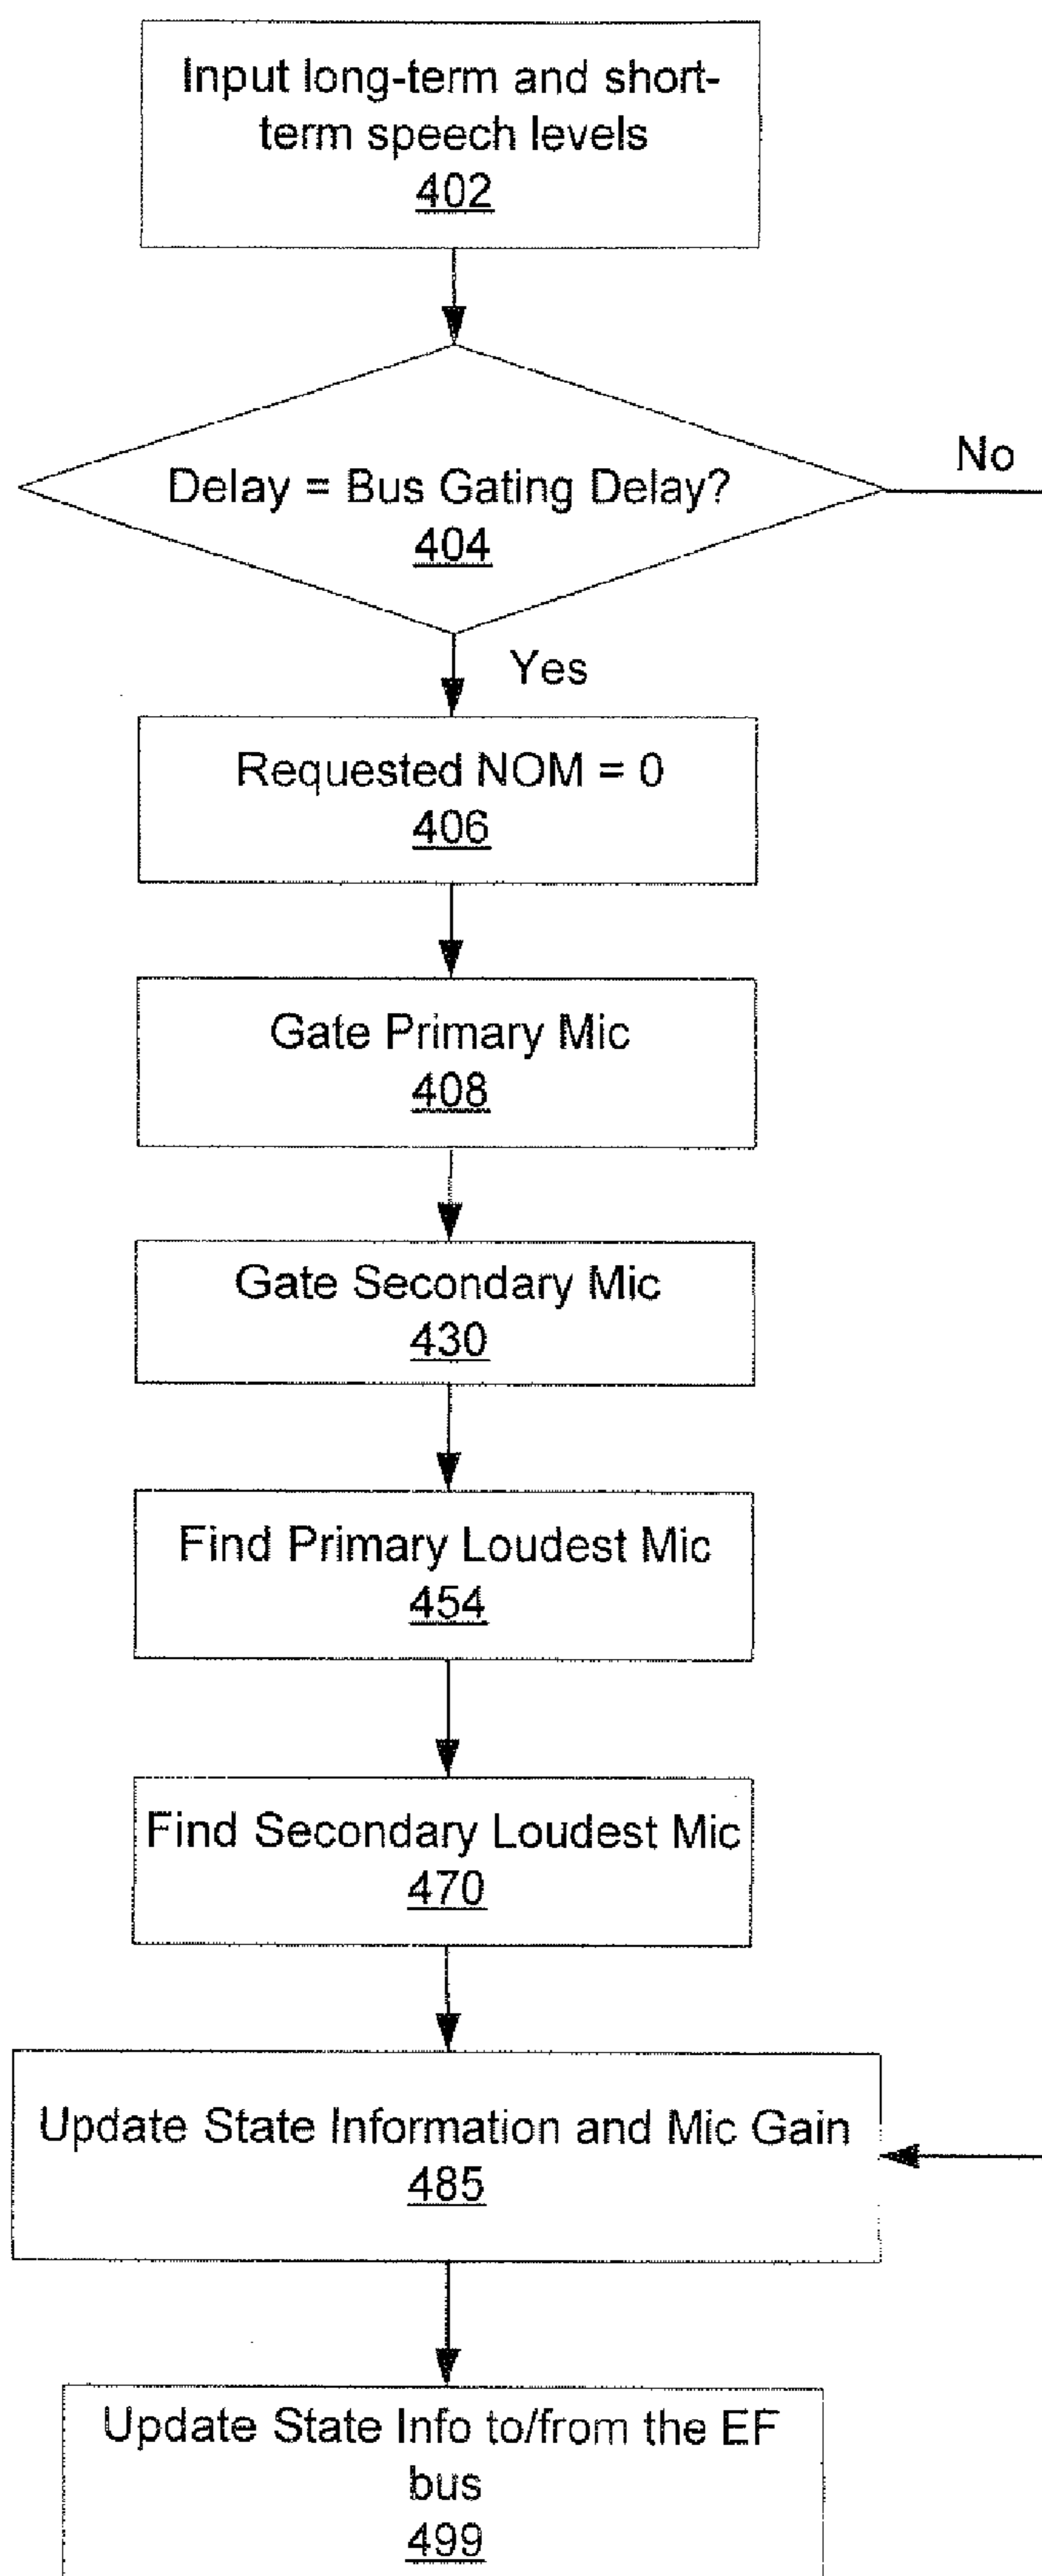 Input long-term and short-
term speech levels
402
Delay = Bus Gating Delay?
404
No
Yes
Requested NOM = 0
406
Gate Primary Mic
408
Gate Secondary Mic
430
Find Primary Loudest Mic
454
Find Secondary Loudest Mic
470
Update State Information and Mic Gain
485
Update State Info to/from the EF
bus
499